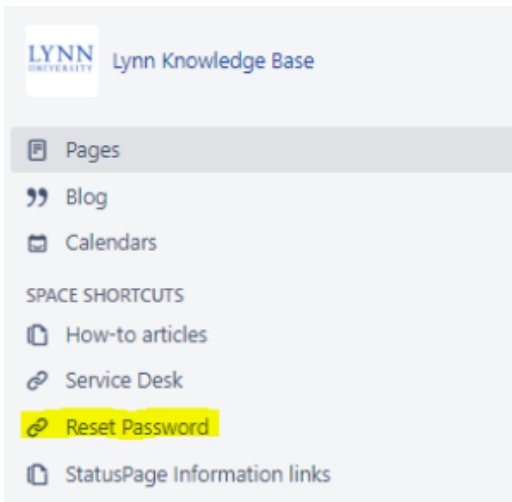 LYNN
UNIVERSITY
Lynn Knowledge Base
Pages
Blog
Calendars
SPACE SHORTCUTS
How-to articles
Service Desk
Reset Password
StatusPage Information links